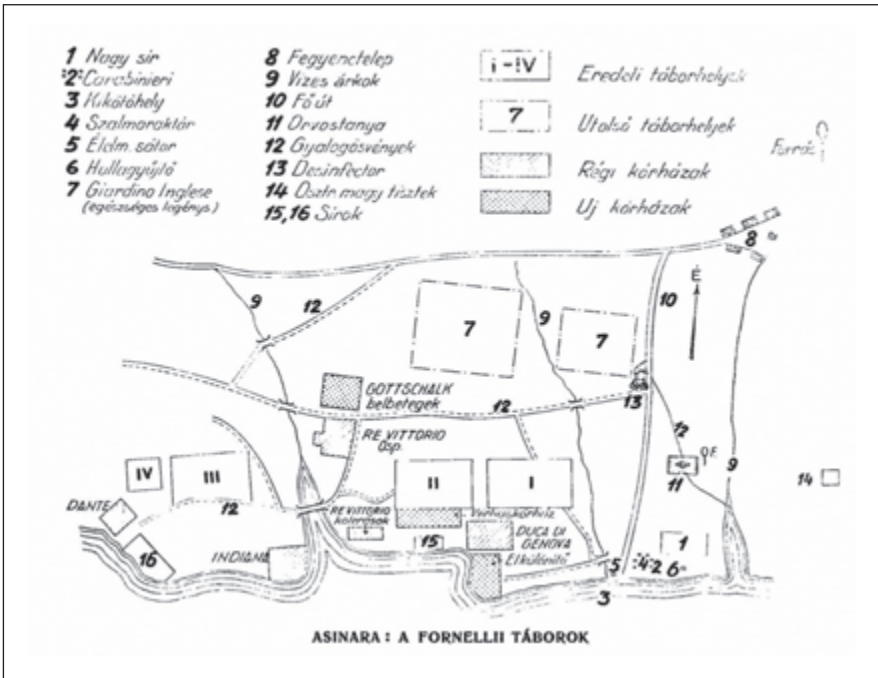 1 Nagy sír
2 Carabinieri
3 Kikötőhely
4 Szalmaraktár
5 Élelm. sátor
6 Hullagyűjtő
7 Giardino Inglese
(egészséges legénys)
8 Fegyenctelep
9 Vizes árkok
10 Főút
11 Orvostanya
12 Gyalogösvények
13 Desinfector
14 Osztr. magy tisztek
15, 16 Sírok
I-IV Eredeti táborhelyek
7 Utolsó táborhelyek
Régi kórházak
Uj kórházak
Forrás
8
É
9
12
10
7
9
7
13
GOTTSCHALK
belbetegek
12
RE VITTORIO
Osp.
12
O.F.
9
11
14
IV
III
II
I
DANTE
12
RE VITTORIO
kolerások
15
DUCA DI
GENOVA
Elkülönítő
1
16
INDIANA
5
4
2
6
3
ASINARA: A FORNELLII TÁBOROK